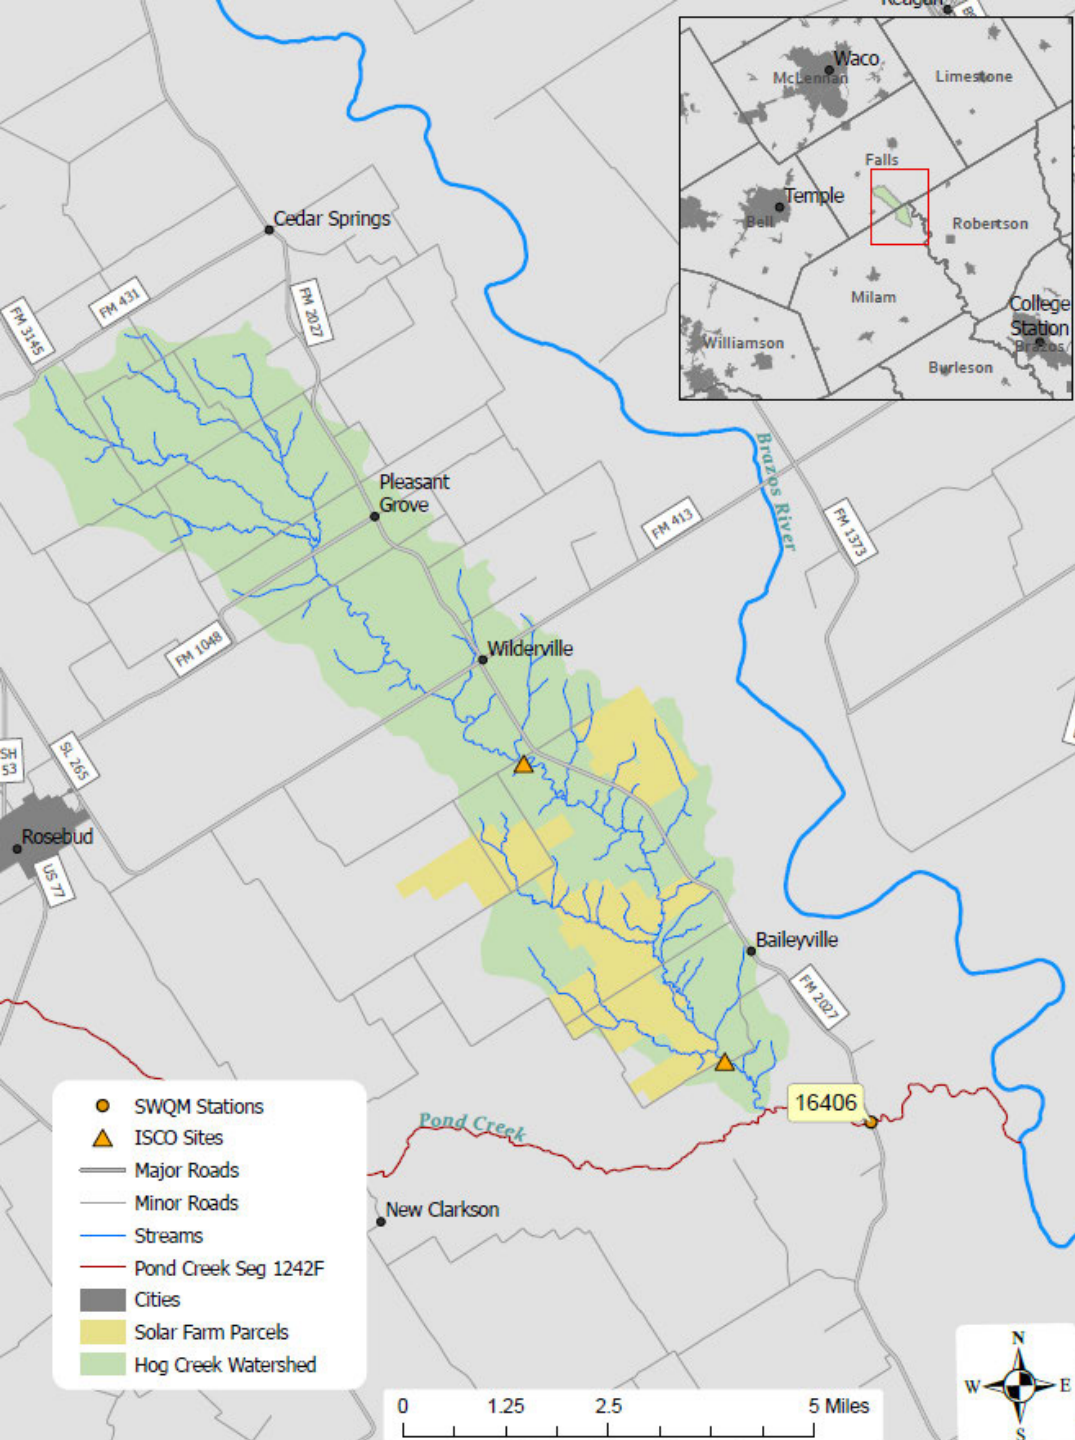 Reagan
Waco
McLennan
Limestone
Falls
Temple
Bell
Robertson
Milam
College
Station
Brazos
Williamson
Burleson
Cedar Springs
FM 431
FM 3145
FM 2027
Brazos River
Pleasant
Grove
FM 413
FM 1373
FM 1048
Wilderville
SH
53
SL 265
Rosebud
US 77
Baileyville
FM 2027
16406
Pond Creek
New Clarkson
SWQM Stations
ISCO Sites
Major Roads
Minor Roads
Streams
Pond Creek Seg 1242F
Cities
Solar Farm Parcels
Hog Creek Watershed
0 1.25 2.5 5 Miles
N
W E
S